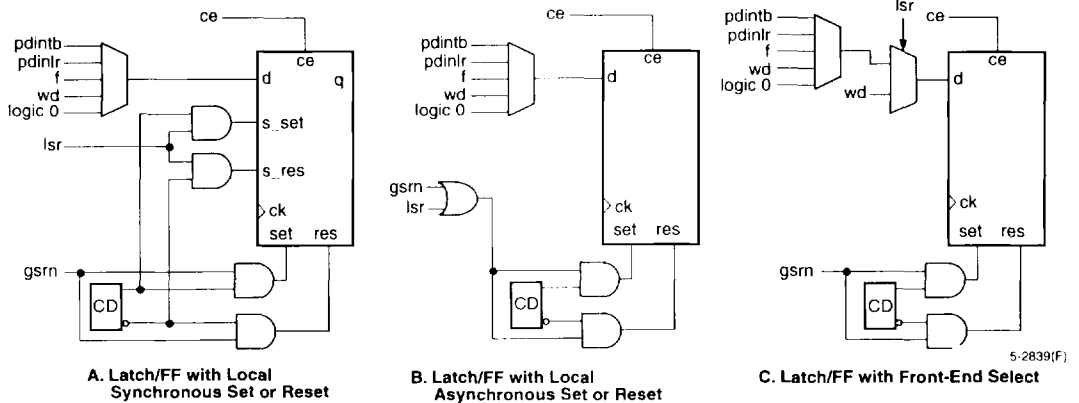 ce
pdintb
pdinlr
f
wd
logic 0
lsr
gsrn
ce
d
q
s_set
s_res
ck
set
res
CD
A. Latch/FF with Local
Synchronous Set or Reset
ce
pdintb
pdinlr
f
wd
logic 0
gsrn
lsr
ce
d
ck
set
res
CD
B. Latch/FF with Local
Asynchronous Set or Reset
ce
lsr
pdintb
pdinlr
f
wd
logic 0
wd
gsrn
ce
d
ck
set
res
CD
5-2839(F)
C. Latch/FF with Front-End Select